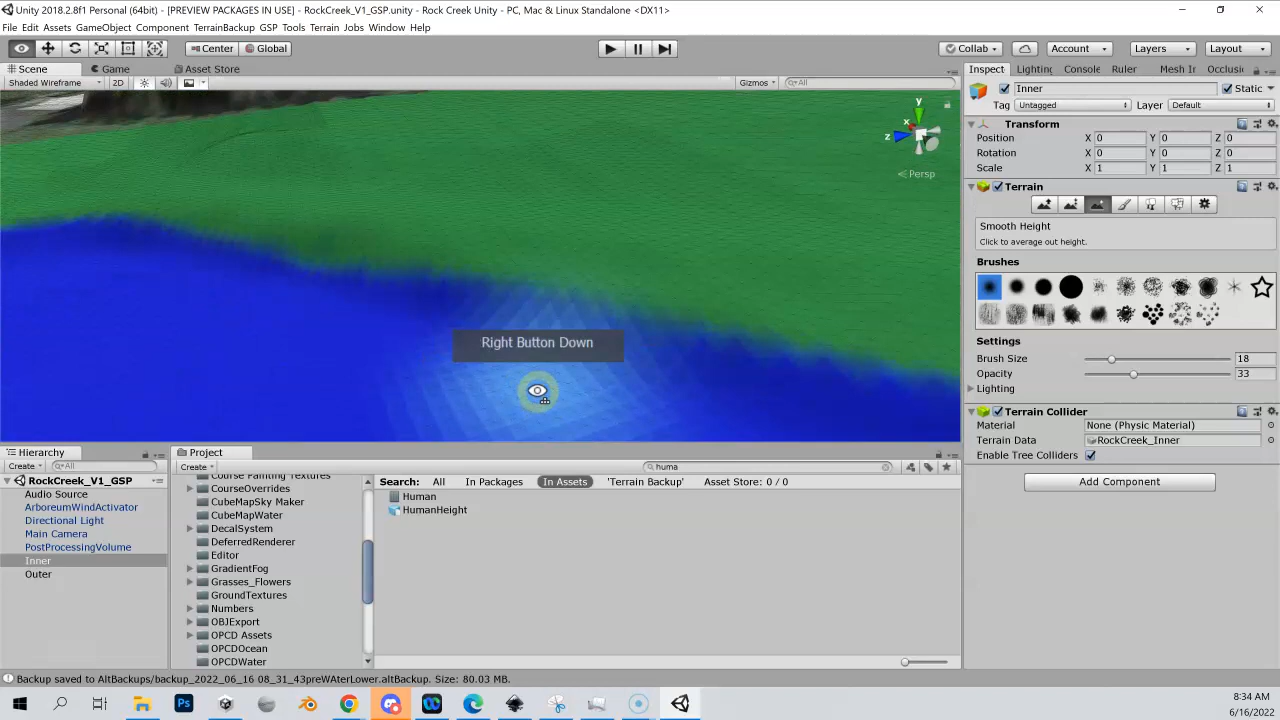 Unity 2018.2.8f1 Personal (64bit) - [PREVIEW PACKAGES IN USE] - RockCreek_V1_GSP.unity - Rock Creek Unity - PC, Mac & Linux Standalone <DX11>
File Edit Assets GameObject Component TerrainBackup GSP Tools Terrain Jobs Window Help
Center Global Collab Account Layers Layout
Scene Game Asset Store
Inspect Lighting Console Ruler Mesh Ir Occlusi
Shaded Wireframe 2D Gizmos All
Inner Static
Tag Untagged Layer Default
Transform
Position X 0 Y 0 Z 0
Rotation X 0 Y 0 Z 0
Scale X 1 Y 1 Z 1
y
x
z
Persp
Terrain
Smooth Height
Click to average out height.
Brushes
Settings
Brush Size 18
Opacity 33
Lighting
Terrain Collider
Material None (Physic Material)
Terrain Data RockCreek_Inner
Enable Tree Colliders
Add Component
Right Button Down
Hierarchy
Create All
RockCreek_V1_GSP
Audio Source
ArboreumWindActivator
Directional Light
Main Camera
PostProcessingVolume
Inner
Outer
Project
Create huma
Course Painting Textures
CourseOverrides
CubeMapSky Maker
CubeMapWater
DecalSystem
DeferredRenderer
Editor
GradientFog
Grasses_Flowers
GroundTextures
Numbers
OBJExport
OPCD Assets
OPCDOcean
OPCDWater
Search: All In Packages In Assets 'Terrain Backup' Asset Store: 0 / 0
Human
HumanHeight
Backup saved to AltBackups/backup_2022_06_16 08_31_43preWAterLower.altBackup. Size: 80.03 MB.
Ps
8:34 AM
6/16/2022